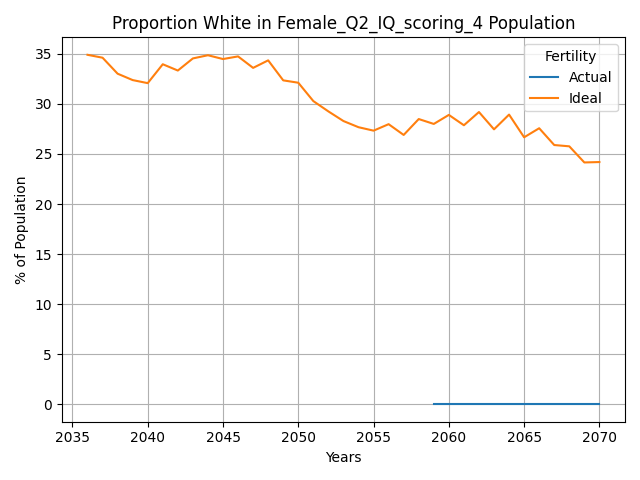 Proportion White in Female_Q2_IQ_scoring_4 Population
Fertility
Actual
Ideal
% of Population
35
30
25
20
15
10
5
0
2035 2040 2045 2050 2055 2060 2065 2070
Years